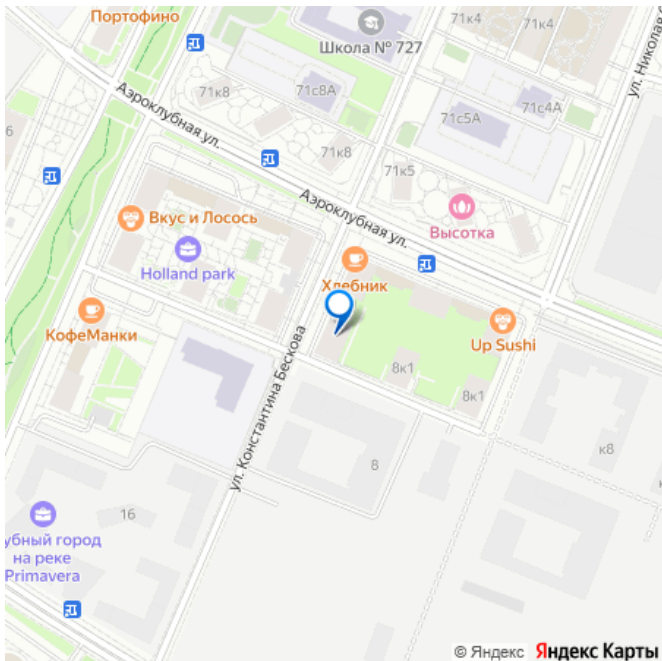 Портофино
71к4
71к4
Школа № 727
ул. Николая
71к8
71с8А
71с4А
71с5А
Аэроклубная ул.
71к8
71к5
6
Аэроклубная ул.
Вкус и Лосось
Высотка
Holland park
Хлебник
КофеМанки
Up Sushi
ул. Константина Бескова
8к1
8к1
к8
8
16
убный город
на реке
Primavera
© Яндекс Яндекс Карты